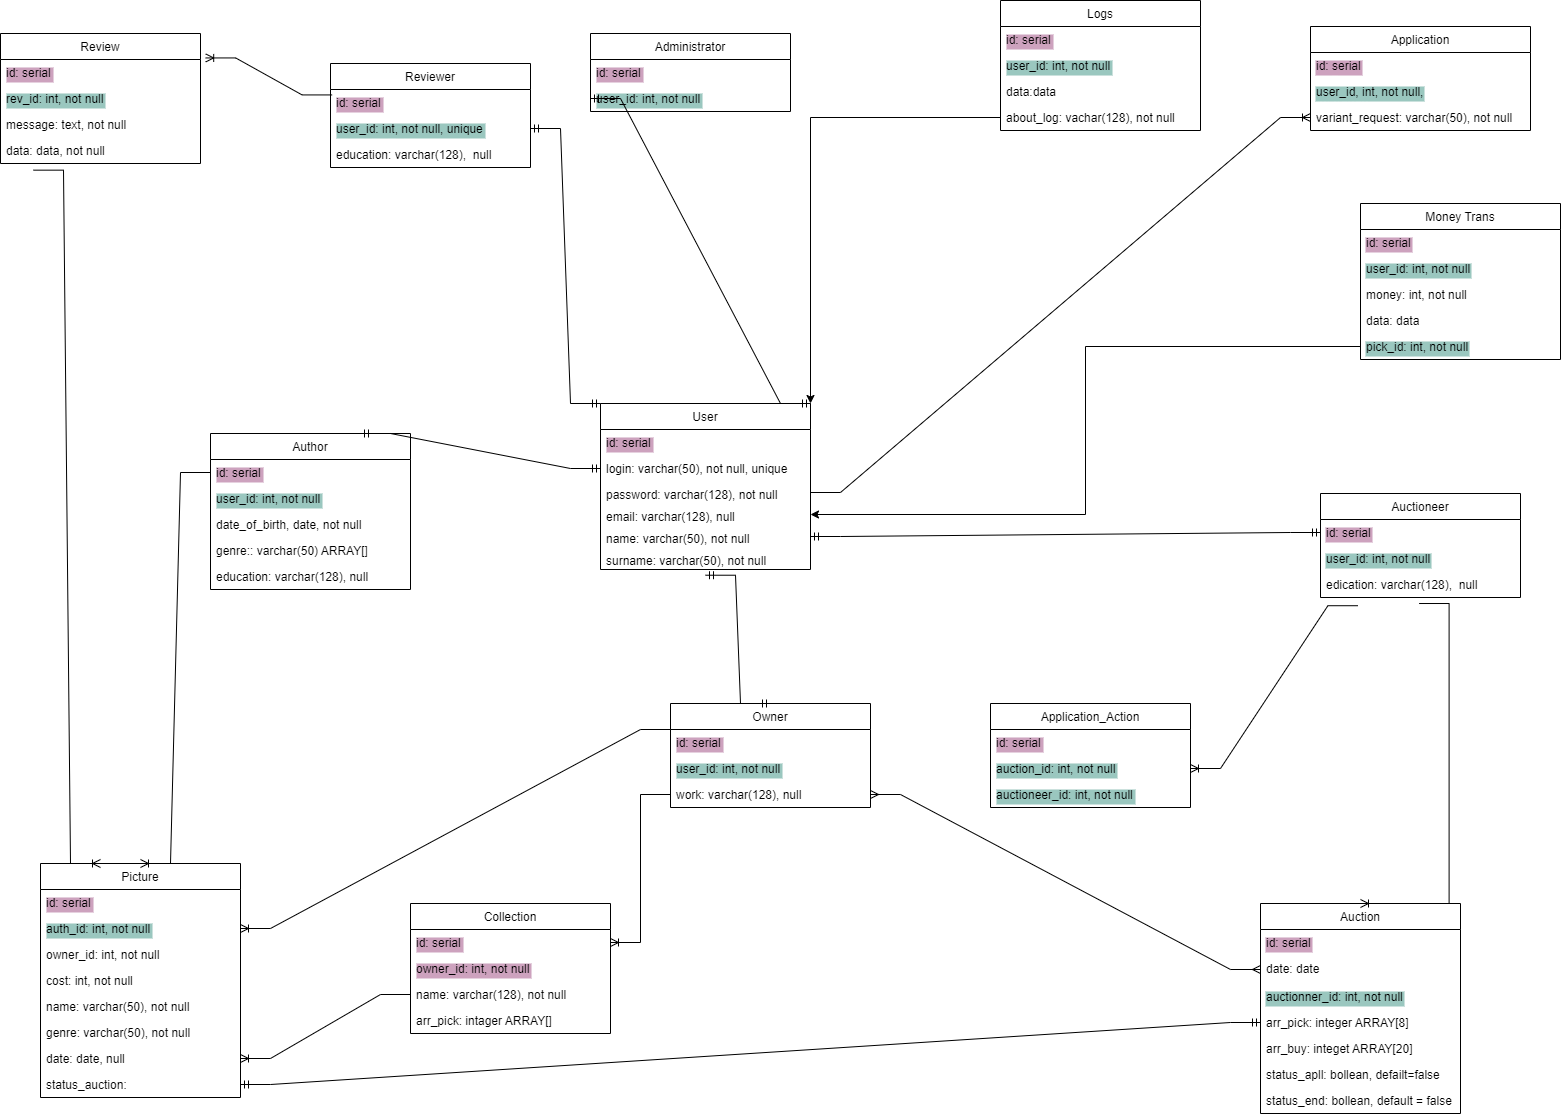 Review
id: serial
rev_id: int, not null
message: text, not null
data: data, not null
Reviewer
id: serial
user_id: int, not null, unique
education: varchar(128),  null
Administrator
id: serial
user_id: int, not null
Logs
id: serial
user_id: int, not null
data:data
about_log: vachar(128), not null
Application
id: serial
user_id, int, not null,
variant_request: varchar(50), not null
Money Trans
id: serial
user_id: int, not null
money: int, not null
data: data
pick_id: int, not null
User
id: serial
login: varchar(50), not null, unique
password: varchar(128), not null
email: varchar(128), null
name: varchar(50), not null
surname: varchar(50), not null
Author
id: serial
user_id: int, not null
date_of_birth, date, not null
genre:: varchar(50) ARRAY[]
education: varchar(128), null
Auctioneer
id: serial
user_id: int, not null
edication: varchar(128),  null
Owner
id: serial
user_id: int, not null
work: varchar(128), null
Application_Action
id: serial
auction_id: int, not null
auctioneer_id: int, not null
Picture
id: serial
auth_id: int, not null
owner_id: int, not null
cost: int, not null
name: varchar(50), not null
genre: varchar(50), not null
date: date, null
status_auction:
Collection
id: serial
owner_id: int, not null
name: varchar(128), not null
arr_pick: intager ARRAY[]
Auction
id: serial
date: date
auctionner_id: int, not null
arr_pick: integer ARRAY[8]
arr_buy: integet ARRAY[20]
status_apll: bollean, defailt=false
status_end: bollean, default = false